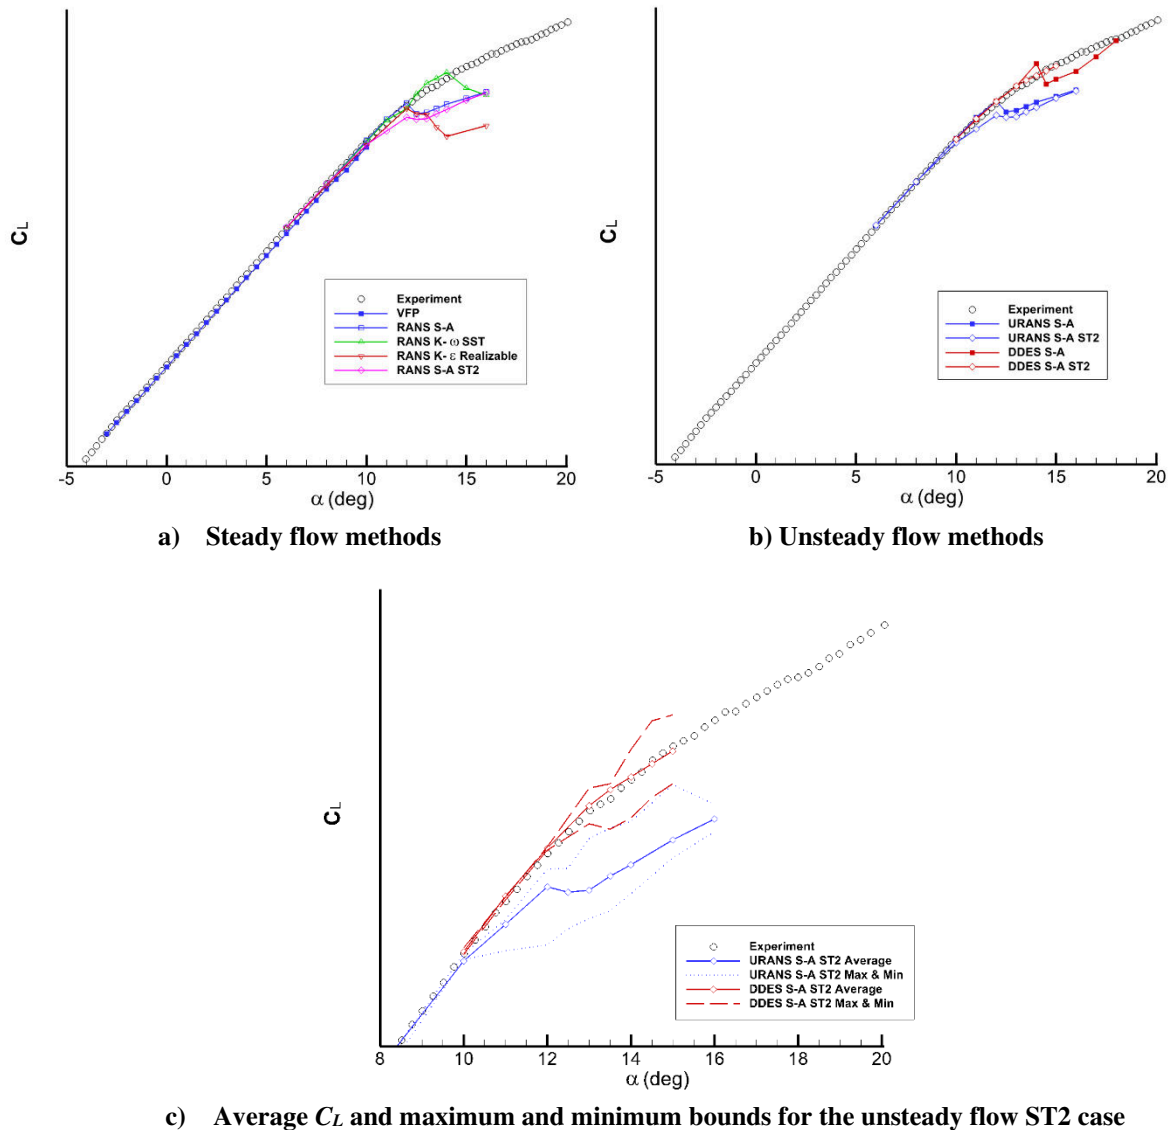 C_L
Experiment
VFP
RANS S-A
RANS K- ω SST
RANS K- ε Realizable
RANS S-A ST2
-5 0 5 10 15 20
α (deg)
a) Steady flow methods
C_L
Experiment
URANS S-A
URANS S-A ST2
DDES S-A
DDES S-A ST2
-5 0 5 10 15 20
α (deg)
b) Unsteady flow methods
C_L
Experiment
URANS S-A ST2 Average
URANS S-A ST2 Max & Min
DDES S-A ST2 Average
DDES S-A ST2 Max & Min
8 10 12 14 16 18 20
α (deg)
c) Average C_L and maximum and minimum bounds for the unsteady flow ST2 case